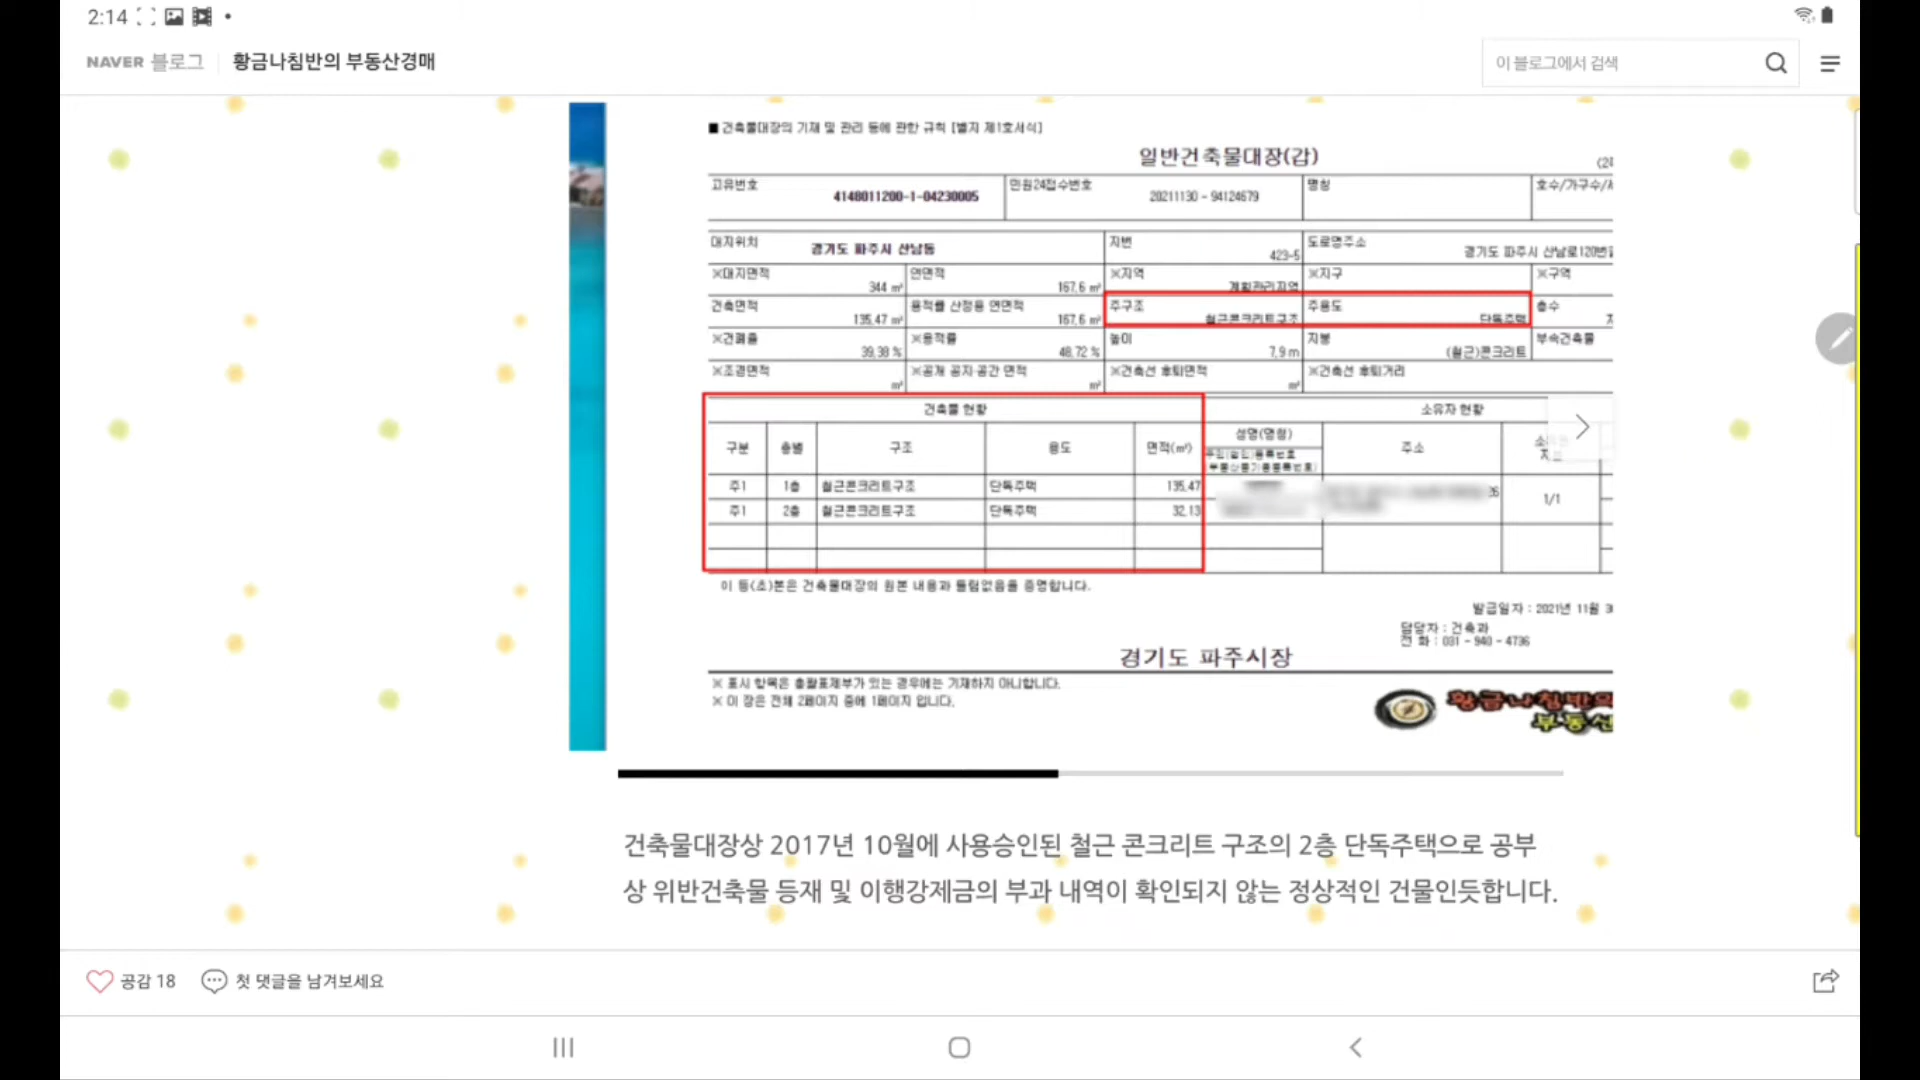 2:14
NAVER 블로그 황금나침반의 부동산경매
이 블로그에서 검색
■ 건축물대장의 기재 및 관리 등에 관한 규칙 [별지 제1호서식]
일반건축물대장(갑)
고유번호 4148011200-1-04230005 민원24접수번호 20211130 - 94124679 명칭 호수/가구수/
대지위치 경기도 파주시 산남동 지번 423-5 도로명주소 경기도 파주시 산남로120번길
※대지면적 344 ㎡ 연면적 167.6 ㎡ ※지역 계획관리지역 ※지구 ※구역
건축면적 135.47 ㎡ 용적률 산정용 연면적 167.6 ㎡ 주구조 철근콘크리트구조 주용도 단독주택 층수
※건폐율 39.38 % ※용적률 48.72 % 높이 7.9 m 지붕 (철근)콘크리트 부속건축물
※조경면적 ㎡ ※공개 공지·공간 면적 ㎡ ※건축선 후퇴면적 ㎡ ※건축선 후퇴거리
건축물 현황 소유자 현황
구분 층별 구조 용도 면적(㎡) 성명(명칭) 주소
주1 1층 철근콘크리트구조 단독주택 135.47
주1 2층 철근콘크리트구조 단독주택 32.13 1/1
이 등(초)본은 건축물대장의 원본 내용과 틀림없음을 증명합니다.
발급일자 : 2021년 11월 3
담당자 : 건축과
전 화 : 031 - 940 - 4736
경기도 파주시장
※ 표시 항목은 총괄표제부가 있는 경우에는 기재하지 아니합니다.
※ 이 장은 전체 2페이지 중에 1페이지 입니다.
황금나침반의
부동산
건축물대장상 2017년 10월에 사용승인된 철근 콘크리트 구조의 2층 단독주택으로 공부
상 위반건축물 등재 및 이행강제금의 부과 내역이 확인되지 않는 정상적인 건물인듯합니다.
공감 18 첫 댓글을 남겨보세요